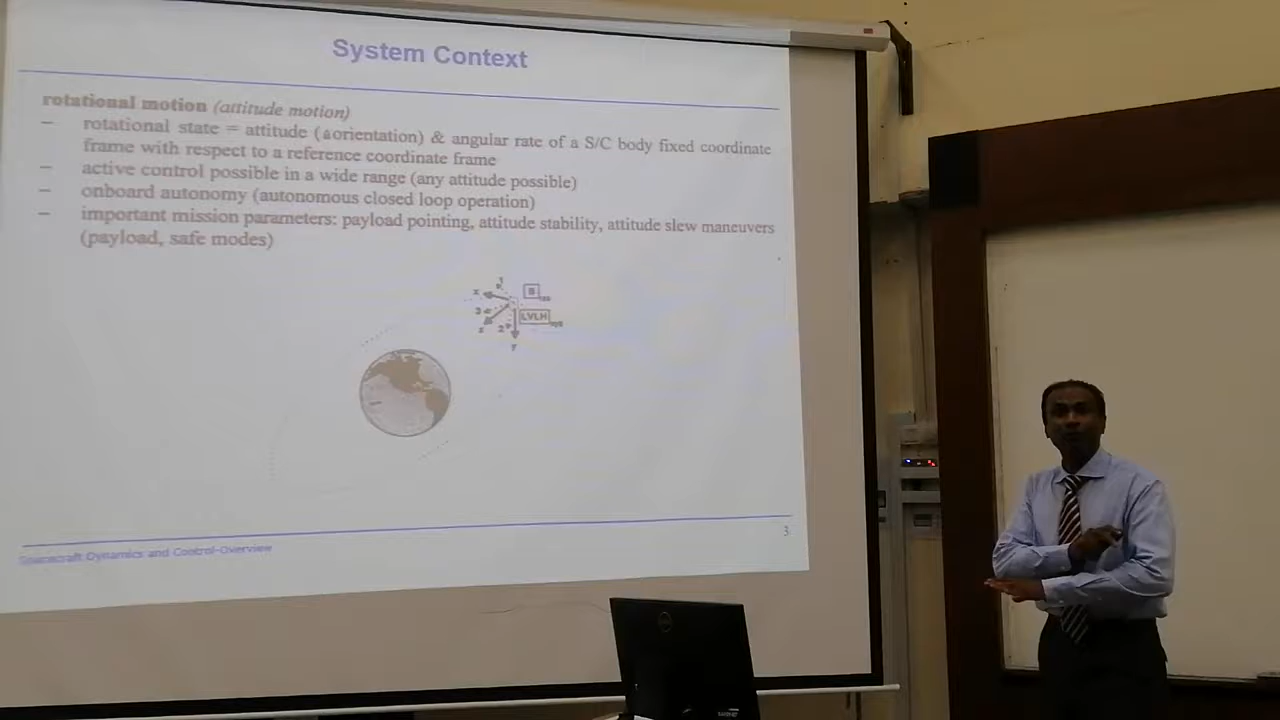 System Context
rotational motion (attitude motion)
– rotational state = attitude (≙orientation) & angular rate of a S/C body fixed coordinate
frame with respect to a reference coordinate frame
– active control possible in a wide range (any attitude possible)
– onboard autonomy (autonomous closed loop operation)
– important mission parameters: payload pointing, attitude stability, attitude slew maneuvers
(payload, safe modes)
x
B
3
LVLH
z
2
y
3
Spacecraft Dynamics and Control-Overview
DELL